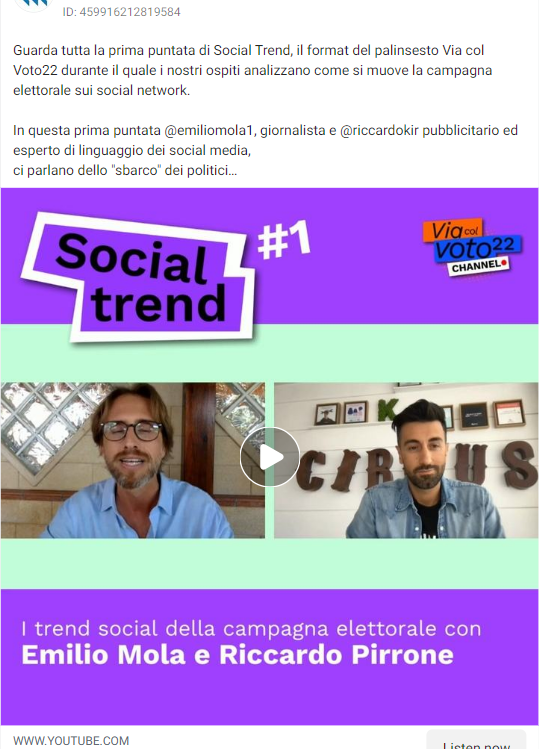 ID: 459916212819584
Guarda tutta la prima puntata di Social Trend, il format del palinsesto Via col
Voto22 durante il quale i nostri ospiti analizzano come si muove la campagna
elettorale sui social network.
In questa prima puntata @emiliomola1, giornalista e @riccardokir pubblicitario ed
esperto di linguaggio dei social media,
ci parlano dello "sbarco" dei politici...
Social
trend
#1
Via col
voto22
CHANNEL
K
CIRUS
I trend social della campagna elettorale con
Emilio Mola e Riccardo Pirrone
WWW.YOUTUBE.COM
Listen now